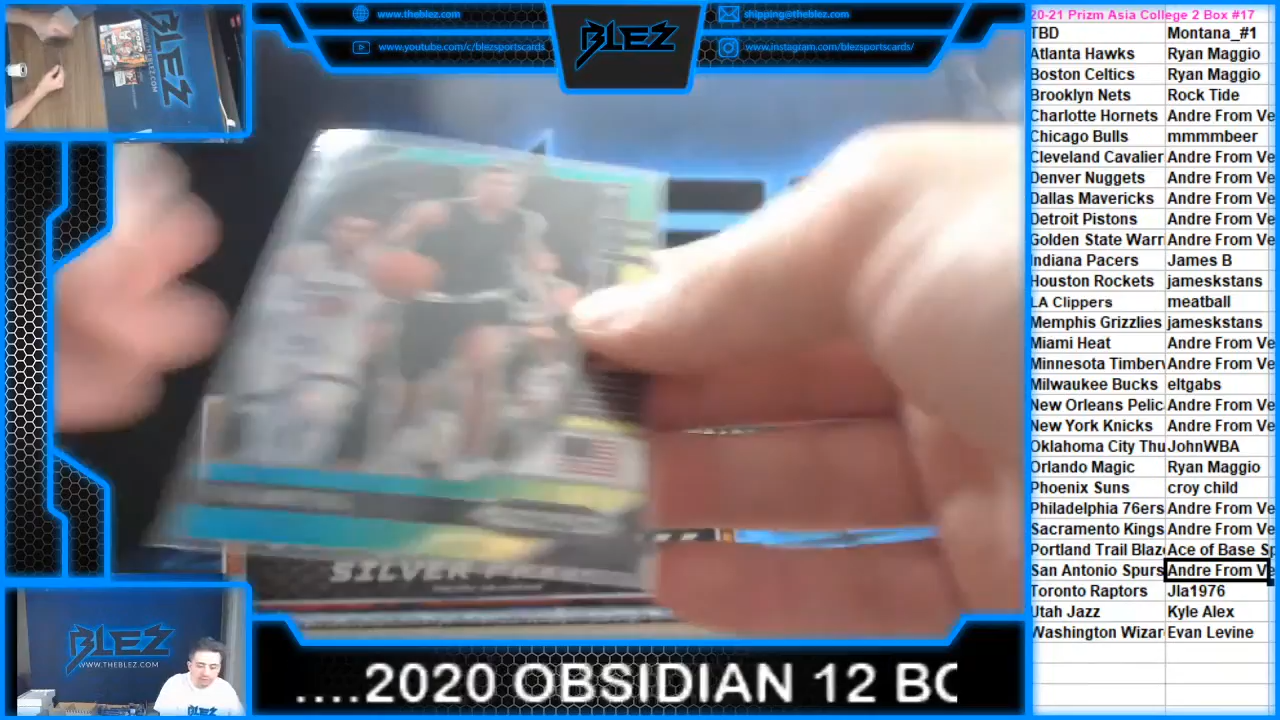 www.theblez.com
www.youtube.com/c/blezsportscards
BLEZ
shipping@theblez.com
www.instagram.com/blezsportscards/
BLEZ
20-21 Prizm Asia College 2 Box #17
TBD Montana_#1
Atlanta Hawks Ryan Maggio
Boston Celtics Ryan Maggio
Brooklyn Nets Rock Tide
Charlotte Hornets Andre From Ve
Chicago Bulls mmmmbeer
Cleveland Cavalier Andre From Ve
Denver Nuggets Andre From Ve
Dallas Mavericks Andre From Ve
Detroit Pistons Andre From Ve
Golden State Warr Andre From Ve
Indiana Pacers James B
Houston Rockets jameskstans
LA Clippers meatball
Memphis Grizzlies jameskstans
Miami Heat Andre From Ve
Minnesota Timberv Andre From Ve
Milwaukee Bucks eltgabs
New Orleans Pelic Andre From Ve
New York Knicks Andre From Ve
Oklahoma City Thu JohnWBA
Orlando Magic Ryan Maggio
Phoenix Suns croy child
Philadelphia 76ers Andre From Ve
Sacramento Kings Andre From Ve
Portland Trail Blaze Ace of Base Sp
San Antonio Spurs Andre From Ve
Toronto Raptors Jla1976
Utah Jazz Kyle Alex
Washington Wizar Evan Levine
SILVER
BLEZ
WWW.THEBLEZ.COM
BLEZ
....2020 OBSIDIAN 12 BO